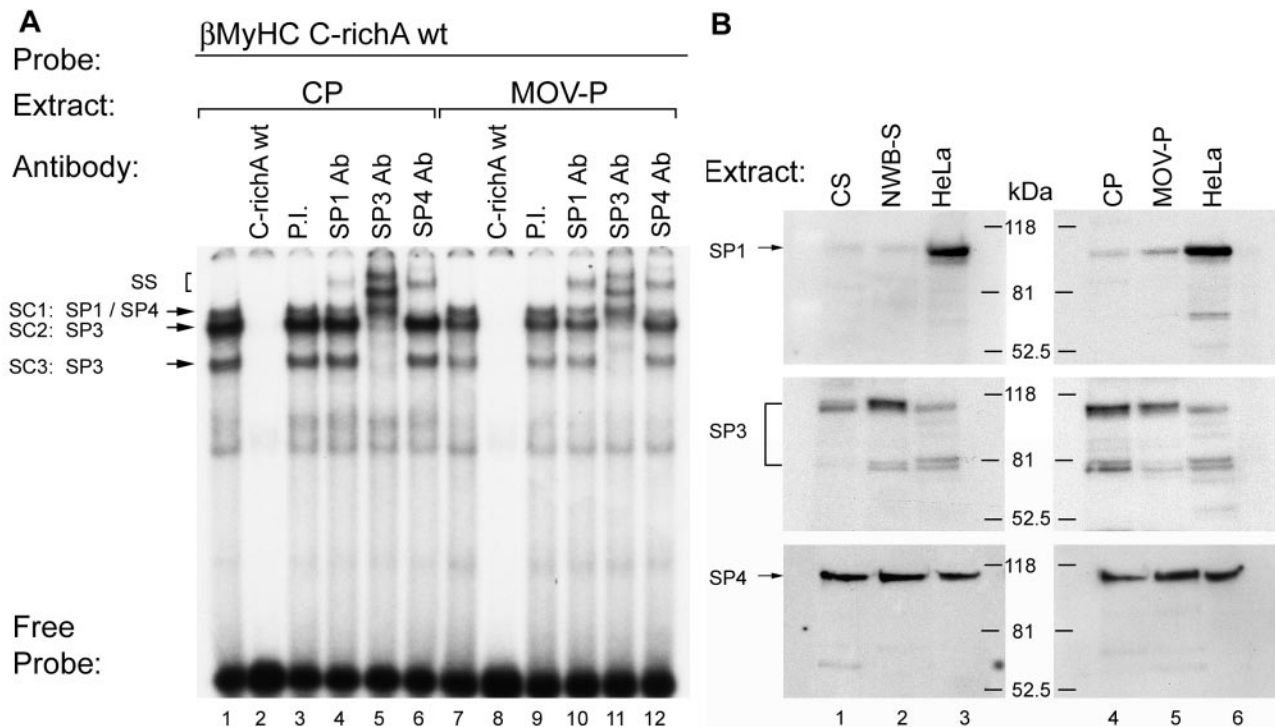 A
βMyHC C-richA wt
Probe:
Extract:
CP
MOV-P
Antibody:
C-richA wt
P.I.
SP1 Ab
SP3 Ab
SP4 Ab
C-richA wt
P.I.
SP1 Ab
SP3 Ab
SP4 Ab
SS
SC1: SP1 / SP4
SC2: SP3
SC3: SP3
Free
Probe:
1 2 3 4 5 6 7 8 9 10 11 12
B
Extract:
CS
NWB-S
HeLa
kDa
CP
MOV-P
HeLa
SP1
118
81
52.5
SP3
118
81
52.5
SP4
118
81
52.5
1 2 3 4 5 6